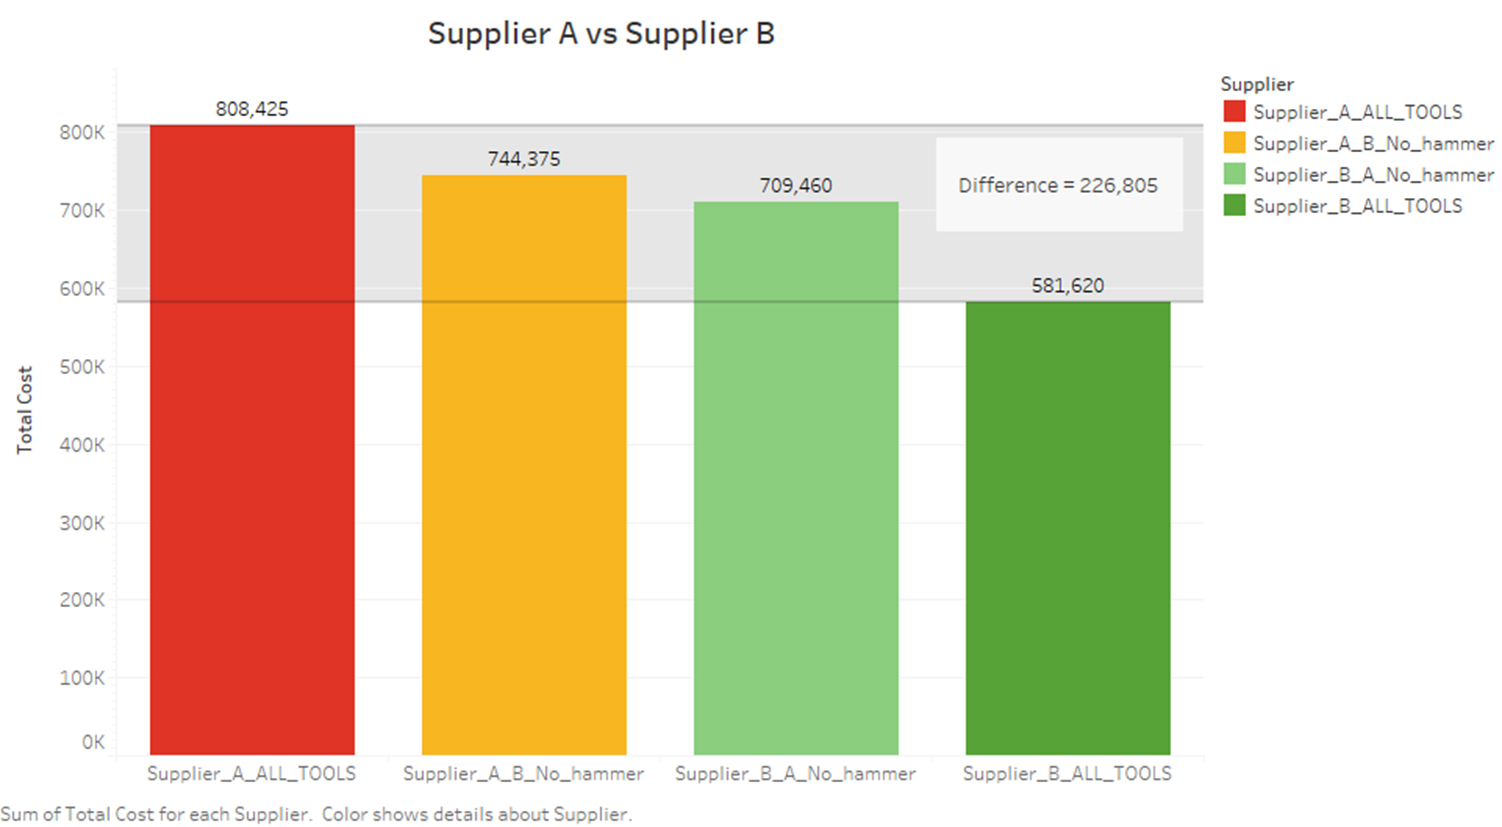 Supplier A vs Supplier B
Supplier
Supplier_A_ALL_TOOLS
Supplier_A_B_No_hammer
Supplier_B_A_No_hammer
Supplier_B_ALL_TOOLS
808,425
744,375
709,460
581,620
Difference = 226,805
Total Cost
800K
700K
600K
500K
400K
300K
200K
100K
0K
Supplier_A_ALL_TOOLS
Supplier_A_B_No_hammer
Supplier_B_A_No_hammer
Supplier_B_ALL_TOOLS
Sum of Total Cost for each Supplier. Color shows details about Supplier.